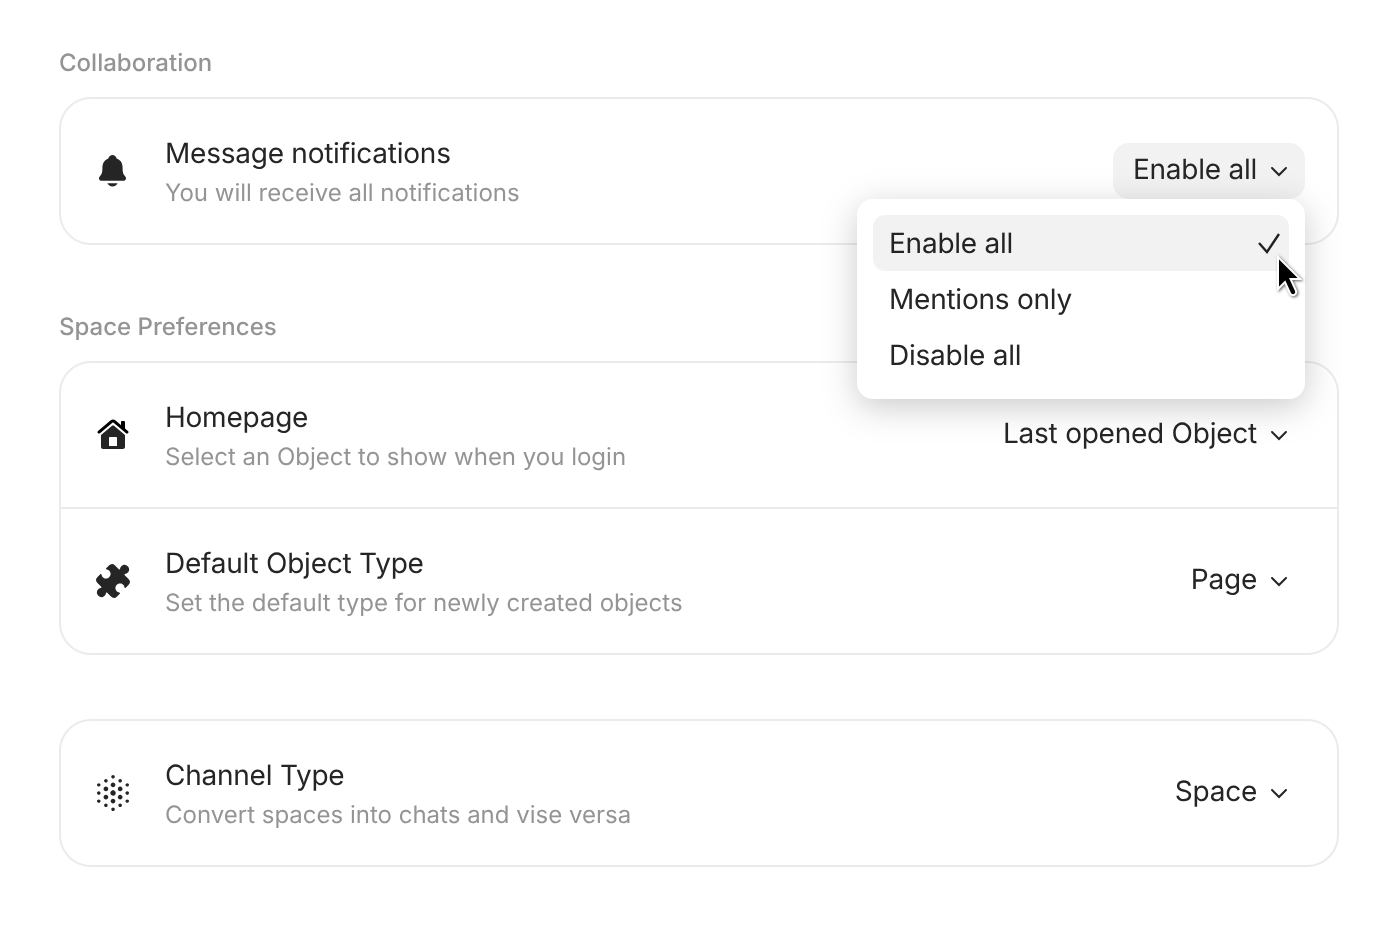 Collaboration
Message notifications
You will receive all notifications
Enable all
Enable all
Mentions only
Disable all
Space Preferences
Homepage
Select an Object to show when you login
Last opened Object
Default Object Type
Set the default type for newly created objects
Page
Channel Type
Convert spaces into chats and vise versa
Space